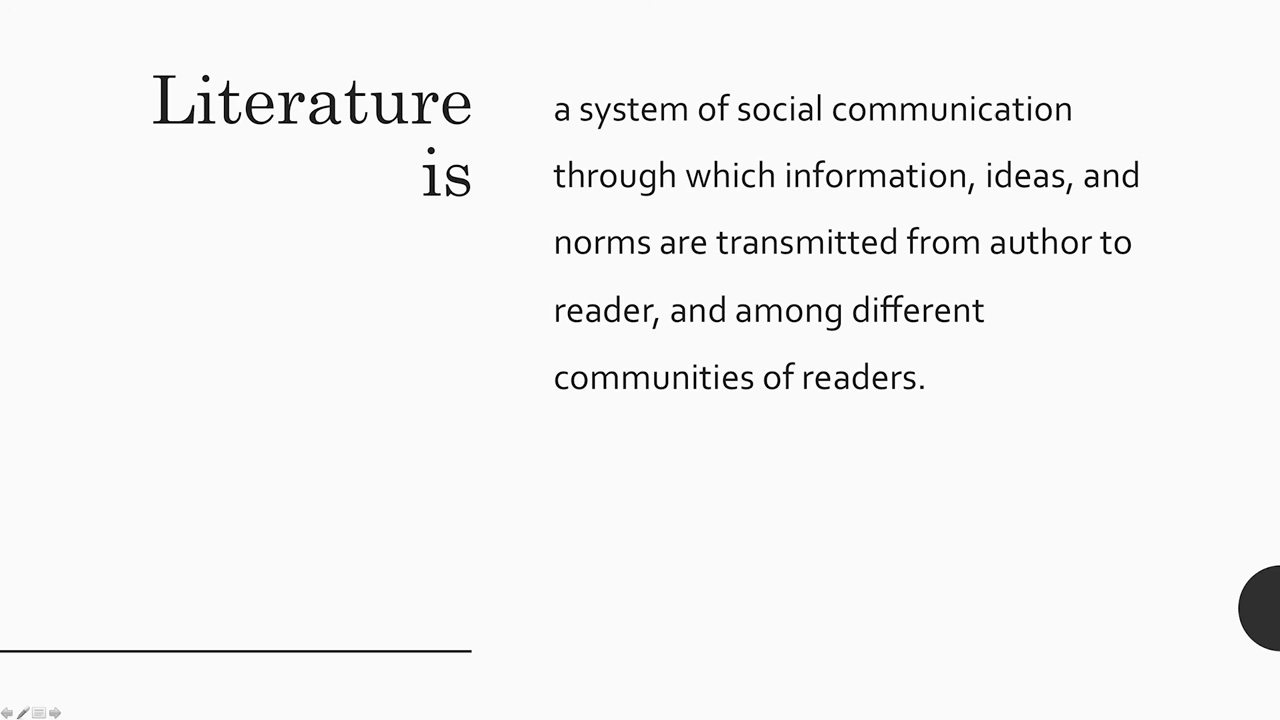 Literature
is
a system of social communication
through which information, ideas, and
norms are transmitted from author to
reader, and among different
communities of readers.